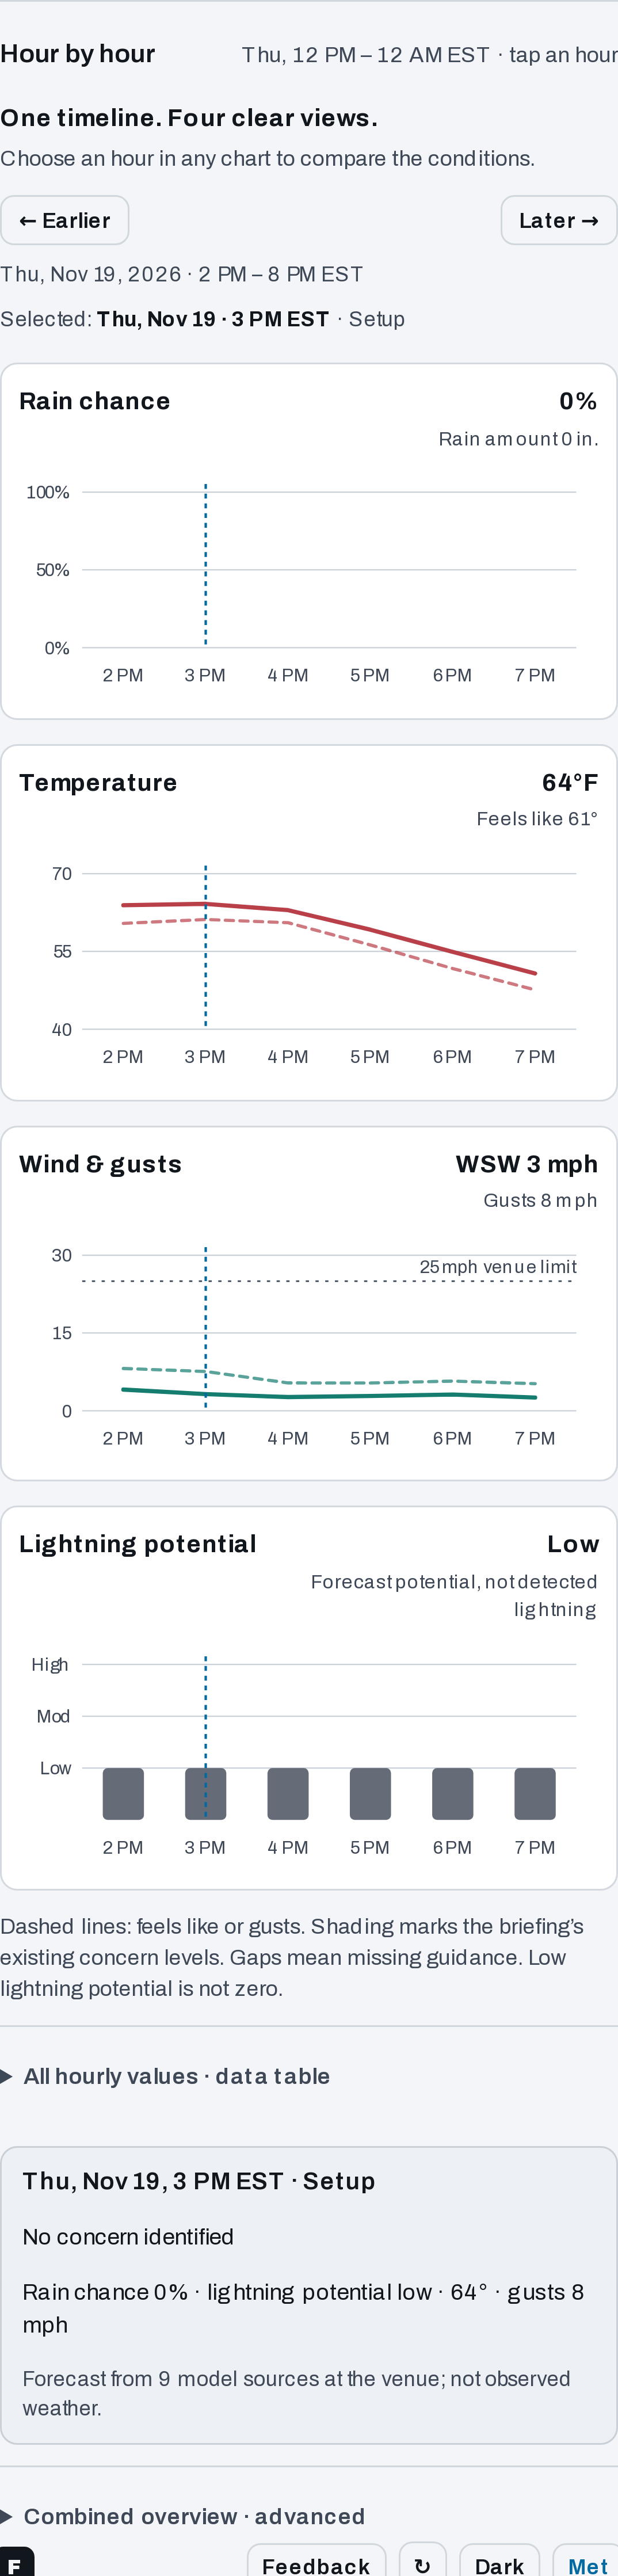 Hour by hour
Thu, 12 PM – 12 AM EST · tap an hour
One timeline. Four clear views.
Choose an hour in any chart to compare the conditions.
← Earlier
Later →
Thu, Nov 19, 2026 · 2 PM – 8 PM EST
Selected: Thu, Nov 19 · 3 PM EST · Setup
Rain chance
0%
Rain amount 0 in.
100%
50%
0%
2 PM 3 PM 4 PM 5 PM 6 PM 7 PM
Temperature
64°F
Feels like 61°
70
55
40
2 PM 3 PM 4 PM 5 PM 6 PM 7 PM
Wind & gusts
WSW 3 mph
Gusts 8 mph
30
25 mph venue limit
15
0
2 PM 3 PM 4 PM 5 PM 6 PM 7 PM
Lightning potential
Low
Forecast potential, not detected
lightning
High
Mod
Low
2 PM 3 PM 4 PM 5 PM 6 PM 7 PM
Dashed lines: feels like or gusts. Shading marks the briefing’s
existing concern levels. Gaps mean missing guidance. Low
lightning potential is not zero.
▶ All hourly values · data table
Thu, Nov 19, 3 PM EST · Setup
No concern identified
Rain chance 0% · lightning potential low · 64° · gusts 8
mph
Forecast from 9 model sources at the venue; not observed
weather.
▶ Combined overview · advanced
F
Feedback
↻
Dark
Met